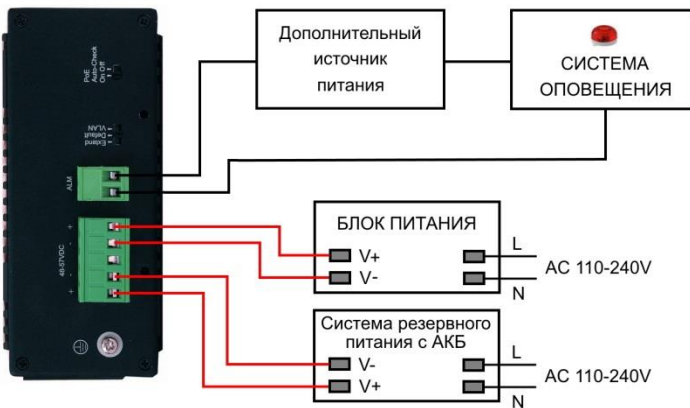 PoE
Auto-Check
On Off
Extend
Default
VLAN
ALM
48-57VDC
+
-
-
+
Дополнительный
источник
питания
СИСТЕМА
ОПОВЕЩЕНИЯ
БЛОК ПИТАНИЯ
V+
V-
L
N
AC 110-240V
Система резервного
питания с АКБ
V-
V+
L
N
AC 110-240V